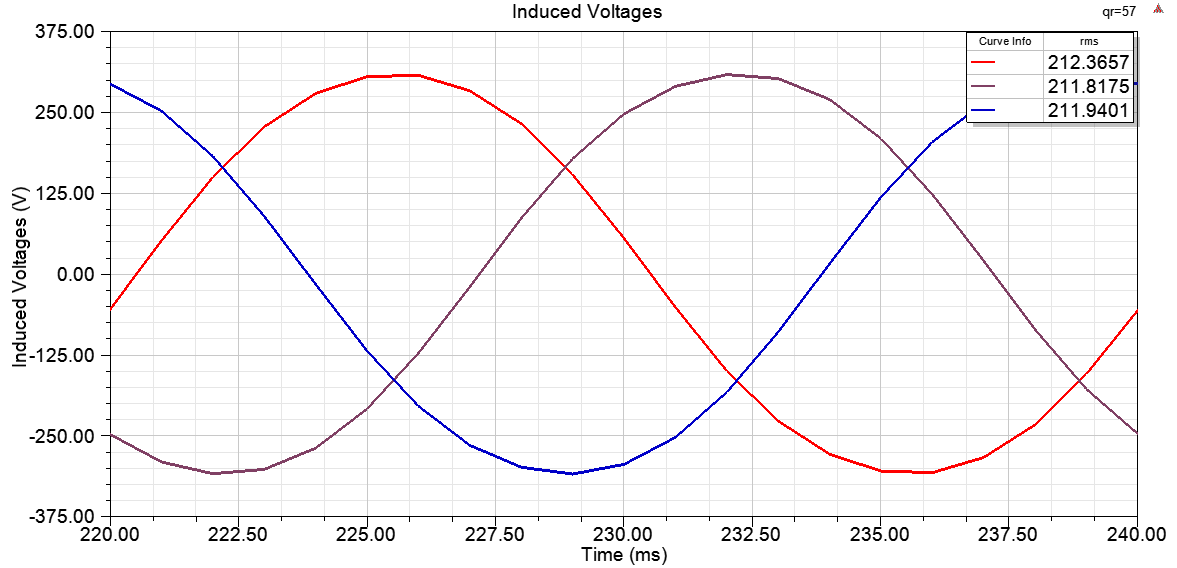 Induced Voltages
qr=57
Curve Info rms
212.3657
211.8175
211.9401
Induced Voltages (V)
375.00
250.00
125.00
0.00
-125.00
-250.00
-375.00
220.00 222.50 225.00 227.50 230.00 232.50 235.00 237.50 240.00
Time (ms)